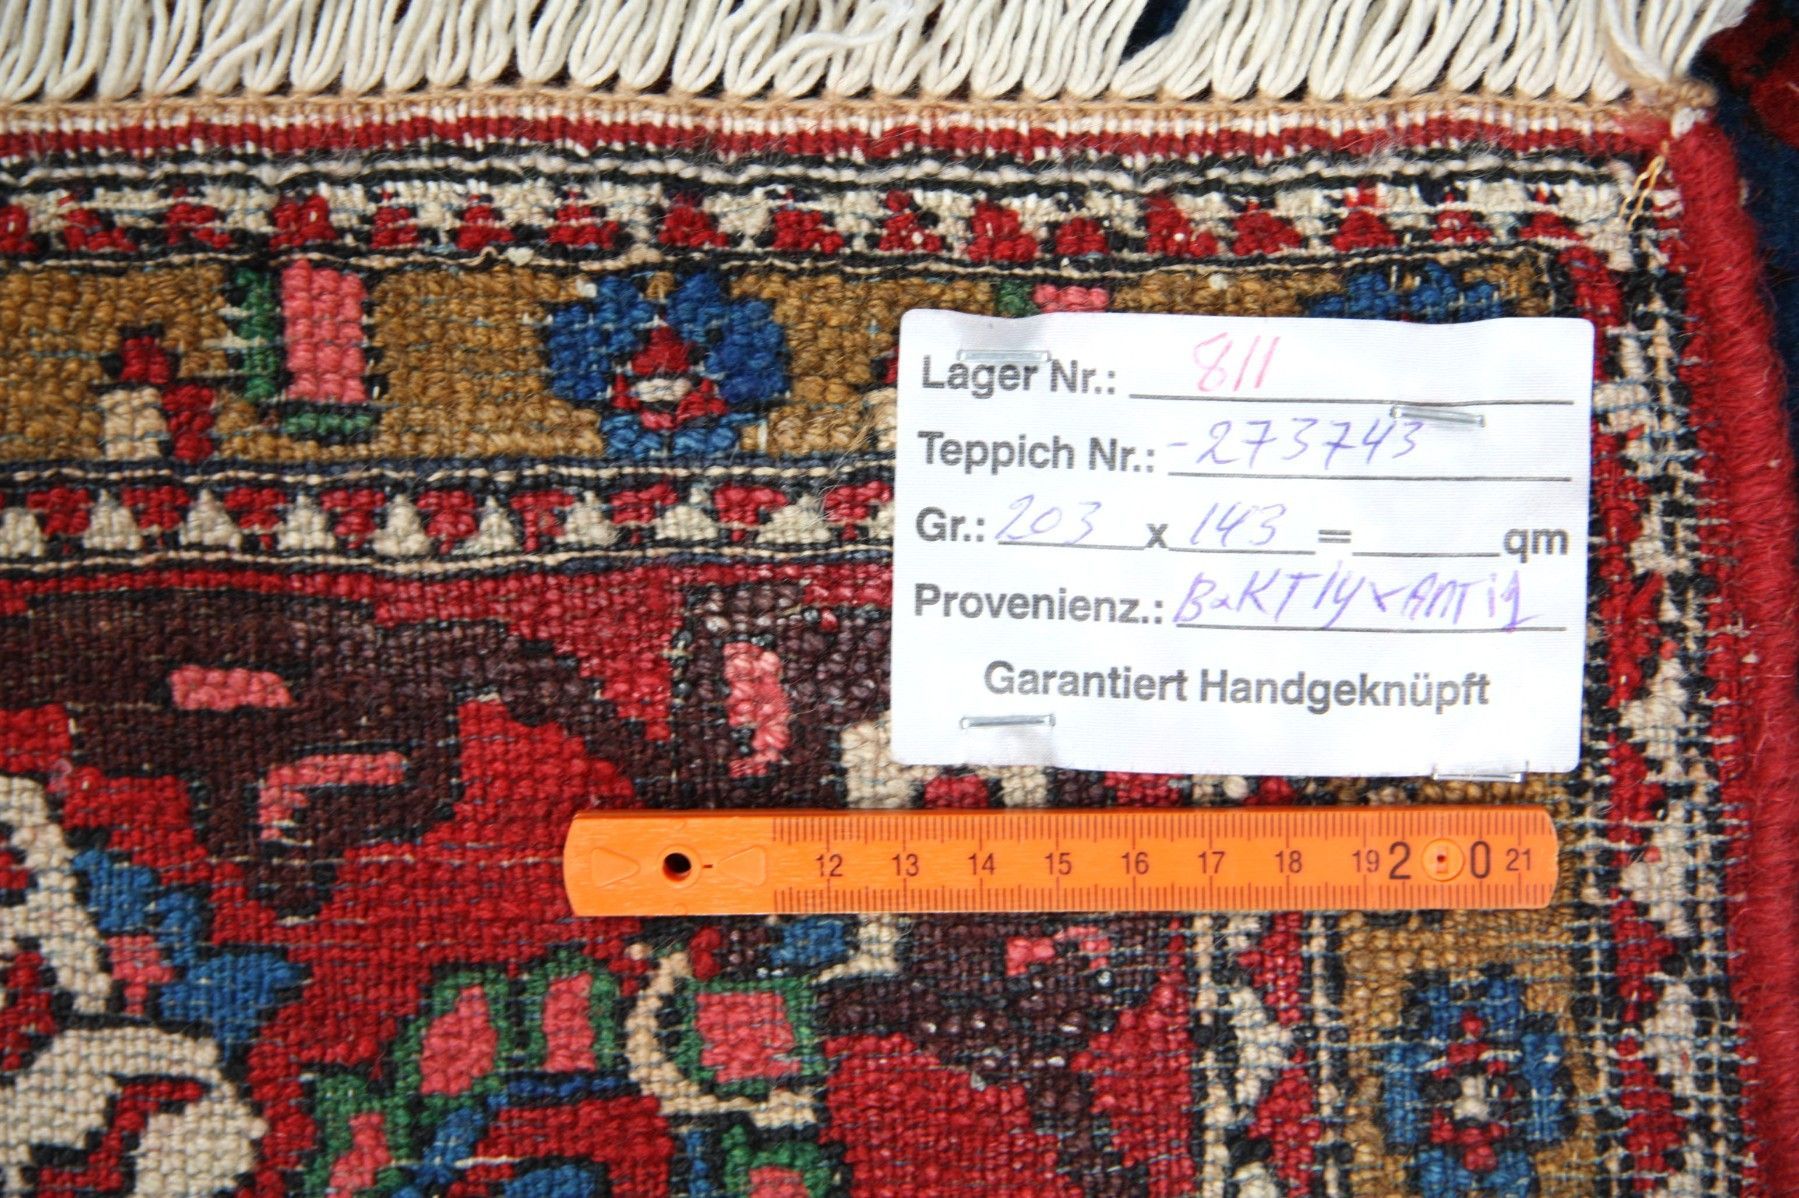 Lager Nr.: 811
Teppich Nr.: -273743
Gr.: 203 x 143 = qm
Provenienz.: BaKTiyrAnTiq
Garantiert Handgeknüpft
12 13 14 15 16 17 18 19 20 21